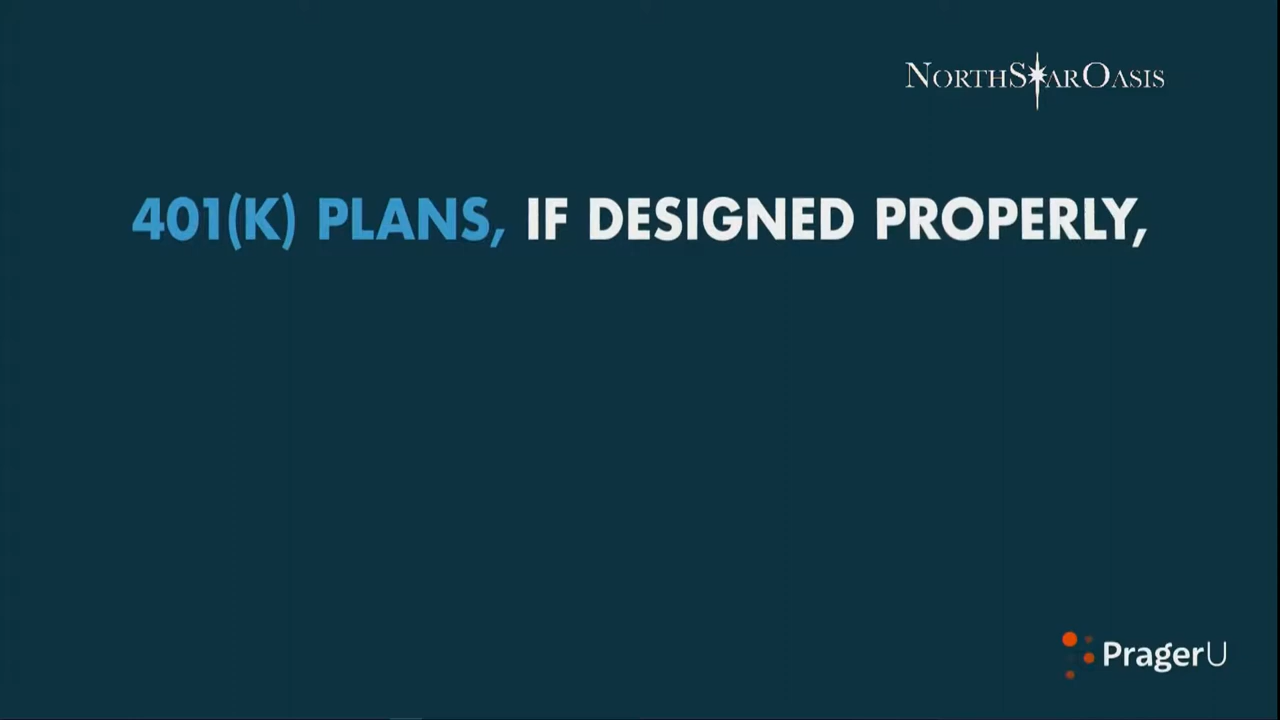 NORTHSTAROASIS
401(K) PLANS, IF DESIGNED PROPERLY,
PragerU